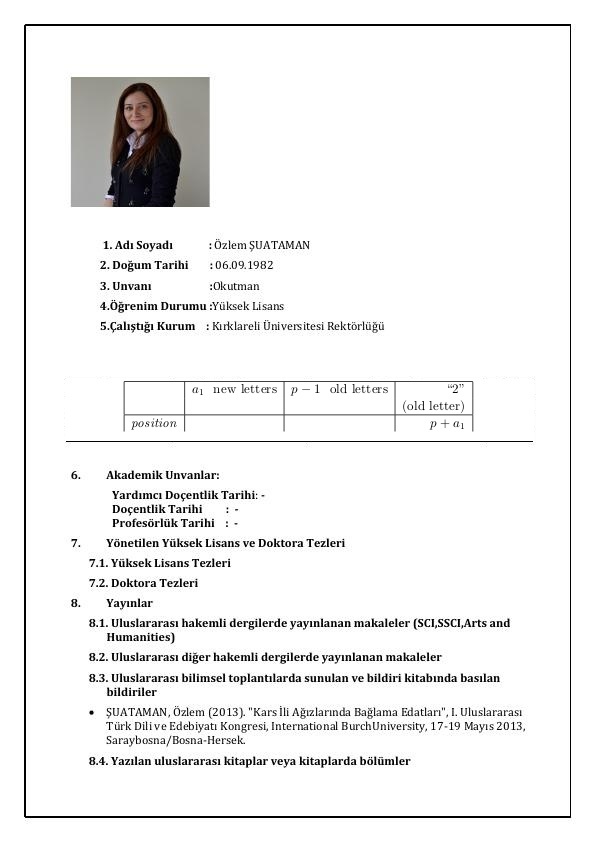 1. Adı Soyadı : Özlem ŞUATAMAN
2. Doğum Tarihi : 06.09.1982
3. Unvanı :Okutman
4.Öğrenim Durumu :Yüksek Lisans
5.Çalıştığı Kurum : Kırklareli Üniversitesi Rektörlüğü
a₁ new letters p − 1 old letters “2”
(old letter)
position p + a₁
6. Akademik Unvanlar:
Yardımcı Doçentlik Tarihi: -
Doçentlik Tarihi : -
Profesörlük Tarihi : -
7. Yönetilen Yüksek Lisans ve Doktora Tezleri
7.1. Yüksek Lisans Tezleri
7.2. Doktora Tezleri
8. Yayınlar
8.1. Uluslararası hakemli dergilerde yayınlanan makaleler (SCI,SSCI,Arts and
Humanities)
8.2. Uluslararası diğer hakemli dergilerde yayınlanan makaleler
8.3. Uluslararası bilimsel toplantılarda sunulan ve bildiri kitabında basılan
bildiriler
• ŞUATAMAN, Özlem (2013). "Kars İli Ağızlarında Bağlama Edatları", I. Uluslararası
Türk Dili ve Edebiyatı Kongresi, International BurchUniversity, 17-19 Mayıs 2013,
Saraybosna/Bosna-Hersek.
8.4. Yazılan uluslararası kitaplar veya kitaplarda bölümler